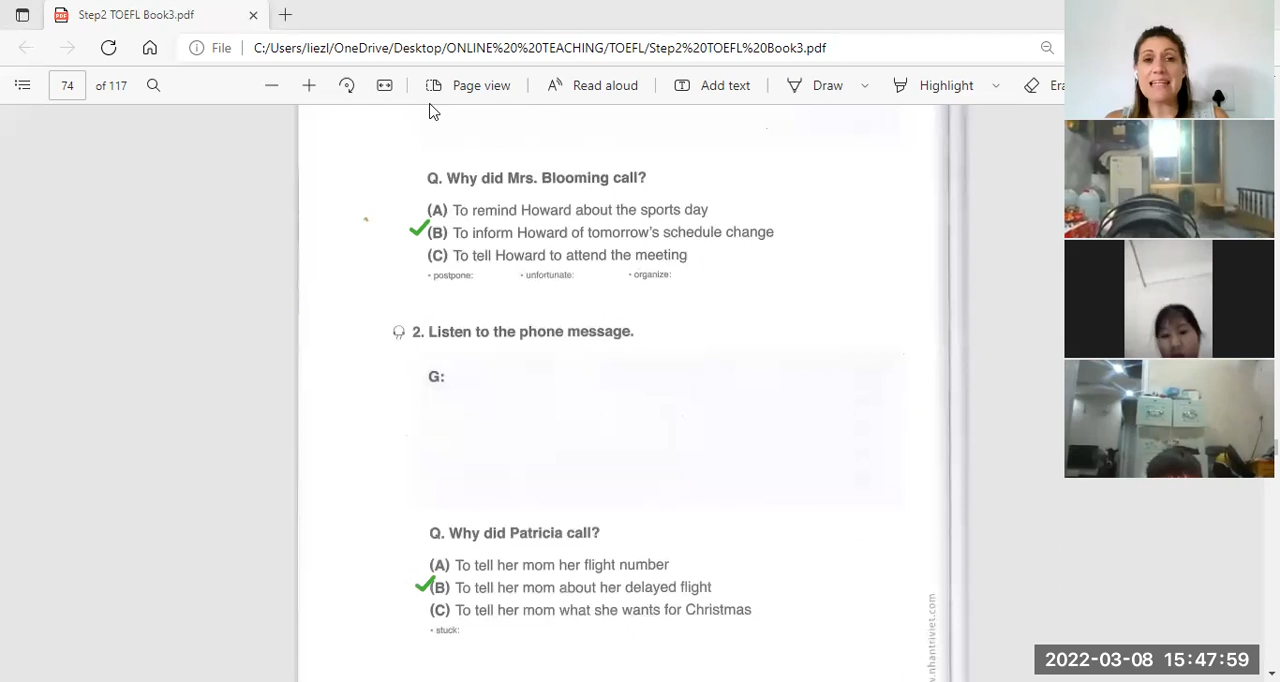 Step2 TOEFL Book3.pdf
File
C:/Users/liezl/OneDrive/Desktop/ONLINE%20%20TEACHING/TOEFL/Step2%20TOEFL%20Book3.pdf
74 of 117
Page view
Read aloud
Add text
Draw
Highlight
Era
Q. Why did Mrs. Blooming call?
(A) To remind Howard about the sports day
(B) To inform Howard of tomorrow's schedule change
(C) To tell Howard to attend the meeting
• postpone: • unfortunate: • organize:
2. Listen to the phone message.
G:
Q. Why did Patricia call?
(A) To tell her mom her flight number
(B) To tell her mom about her delayed flight
(C) To tell her mom what she wants for Christmas
• stuck:
w.nhantriviet.com
2022-03-08 15:47:59